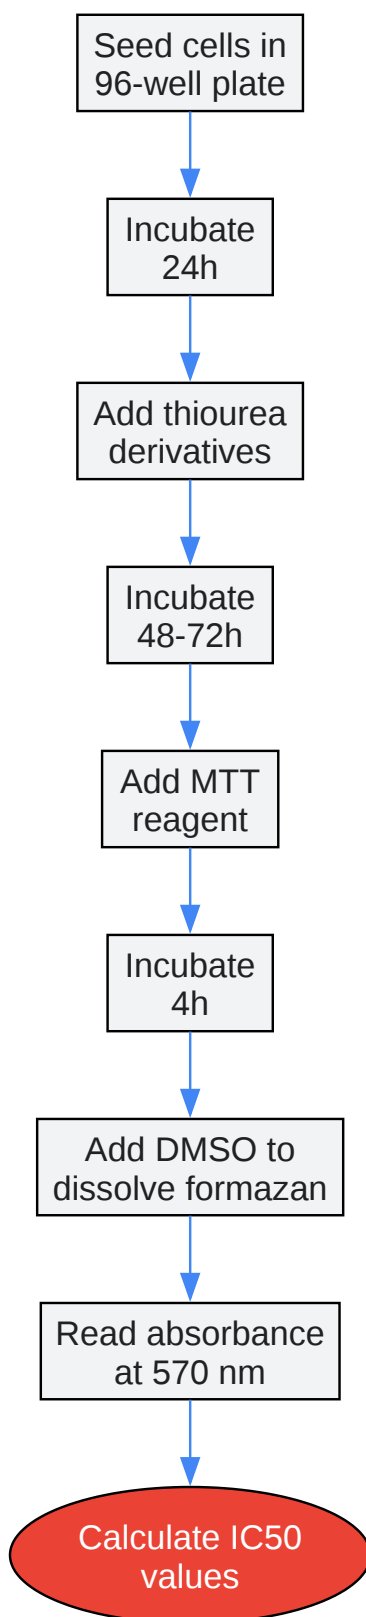 Seed cells in
96-well plate
Incubate
24h
Add thiourea
derivatives
Incubate
48-72h
Add MTT
reagent
Incubate
4h
Add DMSO to
dissolve formazan
Read absorbance
at 570 nm
Calculate IC50
values